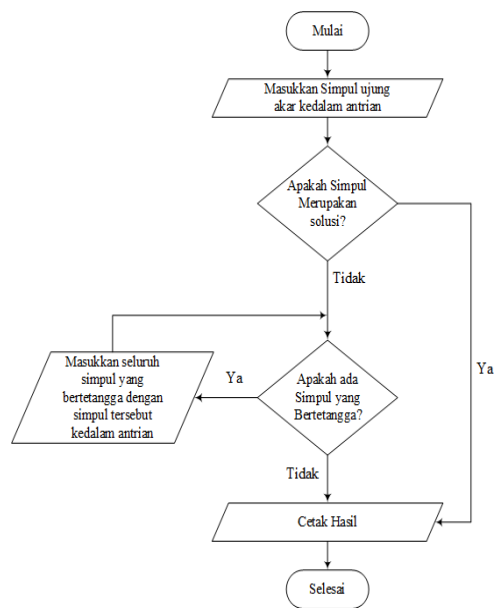 Mulai
Masukkan Simpul ujung
akar kedalam antrian
Apakah Simpul
Merupakan
solusi?
Tidak
Ya
Masukkan seluruh
simpul yang
bertetangga dengan
simpul tersebut
kedalam antrian
Ya
Apakah ada
Simpul yang
Bertetangga?
Tidak
Cetak Hasil
Selesai